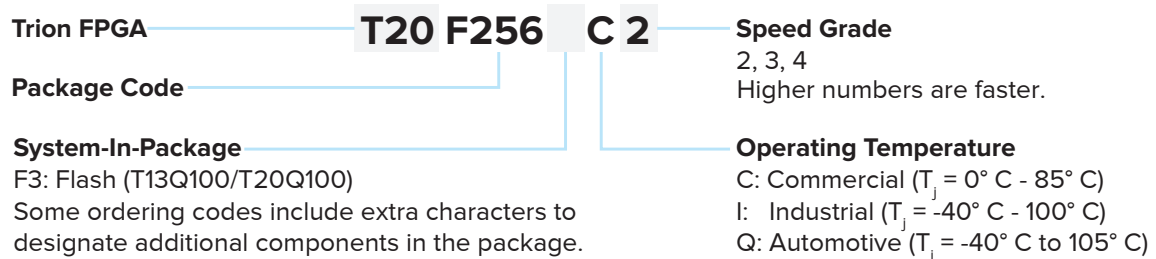 Trion FPGA
T20 F256 C 2
Speed Grade
2, 3, 4
Higher numbers are faster.
Package Code
System-In-Package
F3: Flash (T13Q100/T20Q100)
Some ordering codes include extra characters to
designate additional components in the package.
Operating Temperature
C: Commercial (Tj = 0° C - 85° C)
I: Industrial (Tj = -40° C - 100° C)
Q: Automotive (Tj = -40° C to 105° C)